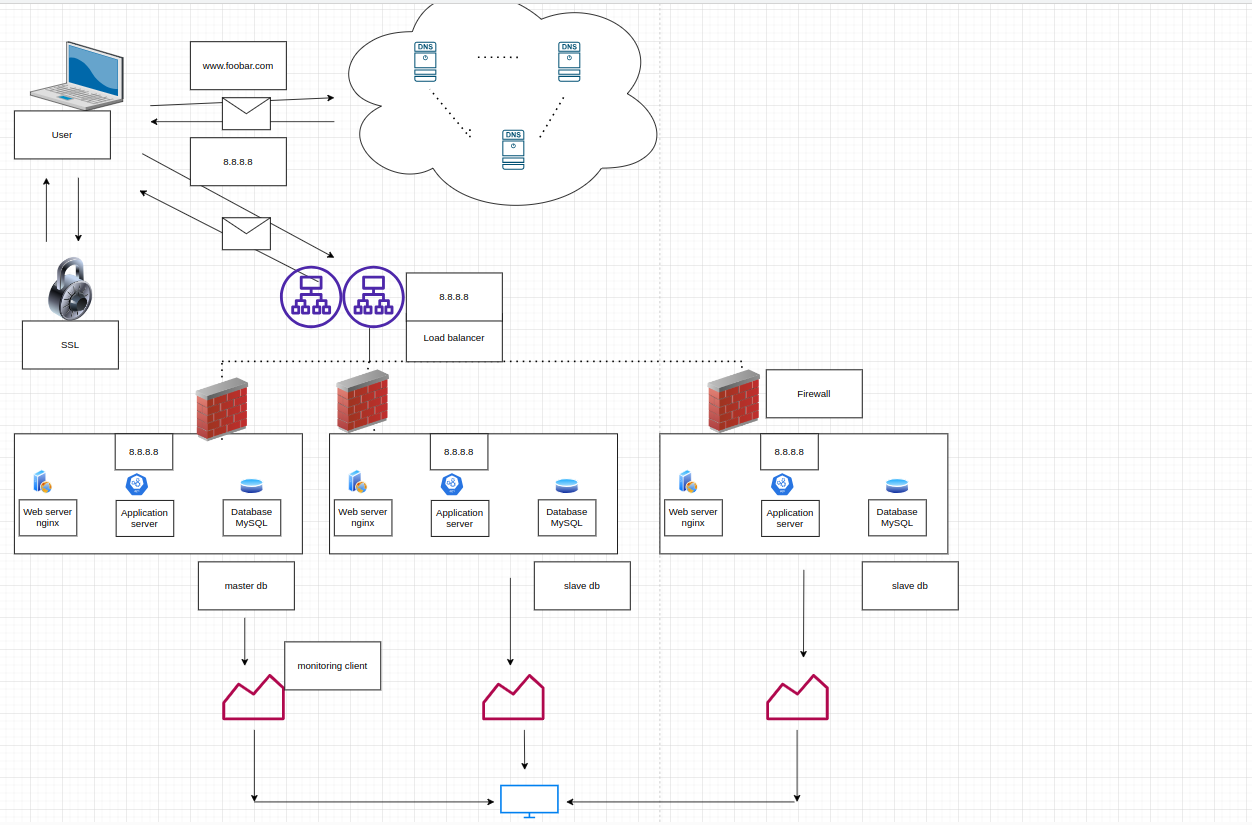 DNS
DNS
www.foobar.com
DNS
User
8.8.8.8
8.8.8.8
Load balancer
SSL
Firewall
8.8.8.8
8.8.8.8
8.8.8.8
Web server
nginx
Application
server
Database
MySQL
Web server
nginx
Application
server
Database
MySQL
Web server
nginx
Application
server
Database
MySQL
master db
slave db
slave db
monitoring client